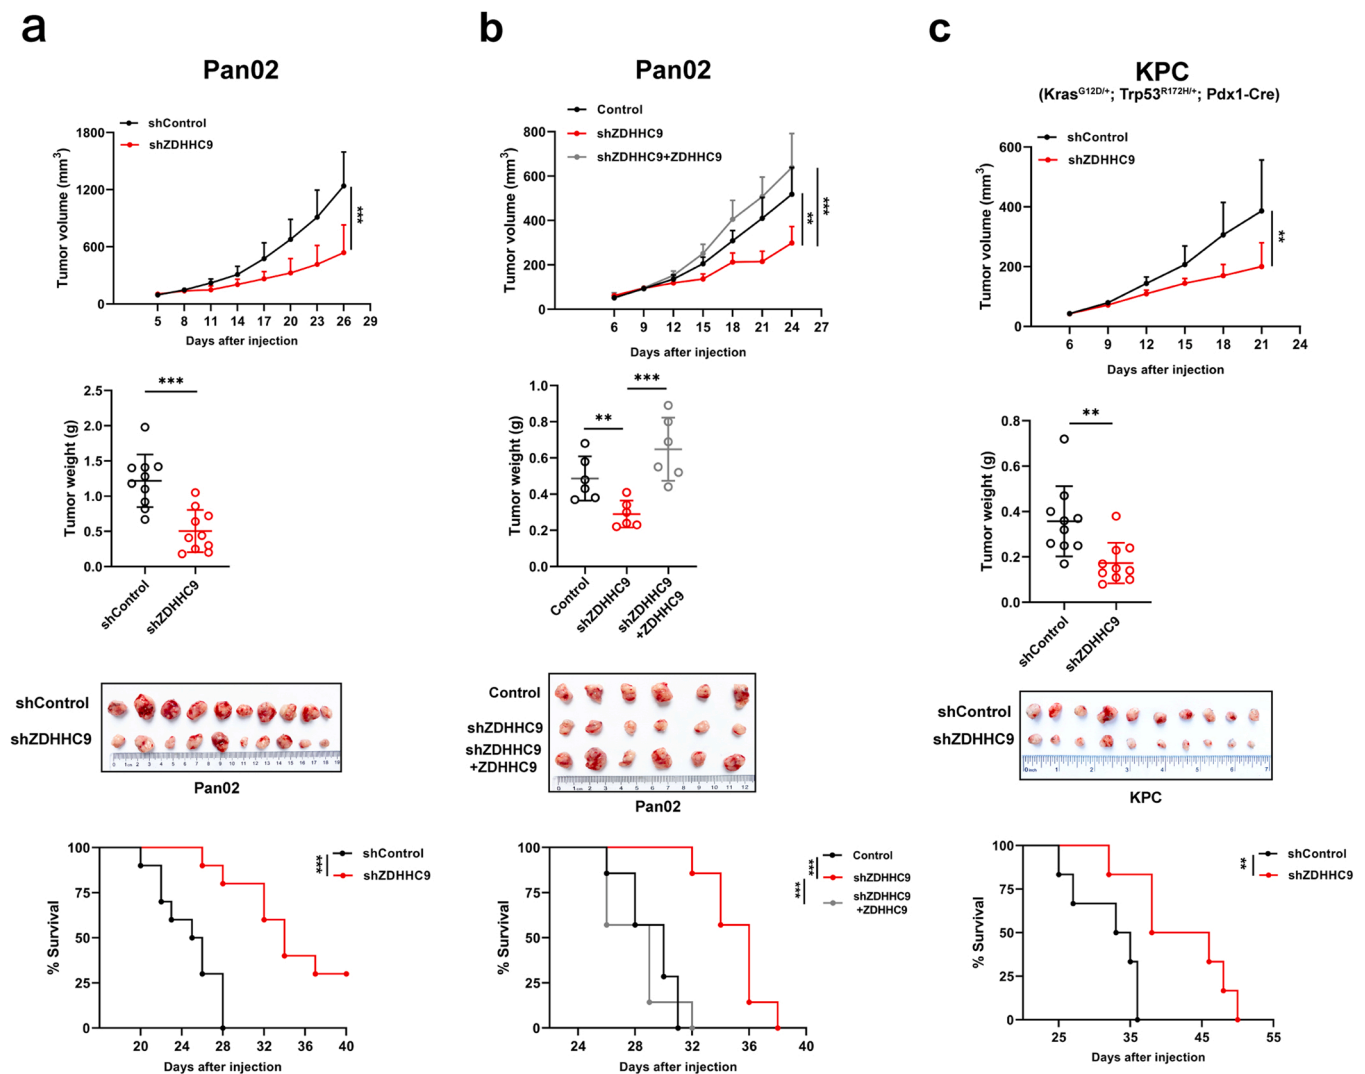 a
Pan02
shControl
shZDHHC9
Tumor volume (mm³)
1800
1200
600
0
5 8 11 14 17 20 23 26 29
Days after injection
***
Tumor weight (g)
2.5
2.0
1.5
1.0
0.5
0.0
***
shControl
shZDHHC9
shControl
shZDHHC9
Pan02
% Survival
100
75
50
25
0
20 24 28 32 36 40
Days after injection
***
shControl
shZDHHC9
b
Pan02
Control
shZDHHC9
shZDHHC9+ZDHHC9
Tumor volume (mm³)
800
600
400
200
0
6 9 12 15 18 21 24 27
Days after injection
**
***
Tumor weight (g)
1.0
0.8
0.6
0.4
0.2
0.0
**
***
Control
shZDHHC9
shZDHHC9
+ZDHHC9
Control
shZDHHC9
shZDHHC9
+ZDHHC9
Pan02
% Survival
100
75
50
25
0
24 28 32 36 40
Days after injection
***
***
Control
shZDHHC9
shZDHHC9
+ZDHHC9
c
KPC
(Kras^G12D/+; Trp53^R172H/+; Pdx1-Cre)
shControl
shZDHHC9
Tumor volume (mm³)
600
400
200
0
6 9 12 15 18 21 24
Days after injection
**
Tumor weight (g)
0.8
0.6
0.4
0.2
0.0
**
shControl
shZDHHC9
shControl
shZDHHC9
KPC
% Survival
100
75
50
25
0
25 35 45 55
Days after injection
**
shControl
shZDHHC9